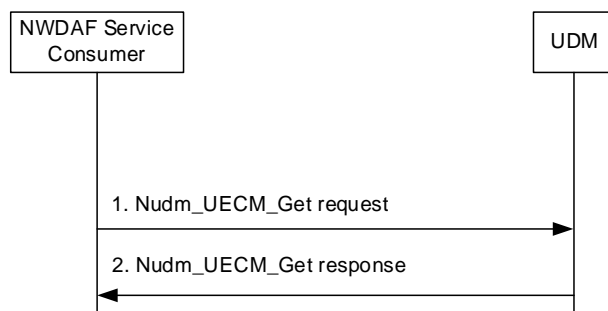 NWDAF Service
Consumer
UDM
1. Nudm_UECM_Get request
2. Nudm_UECM_Get response